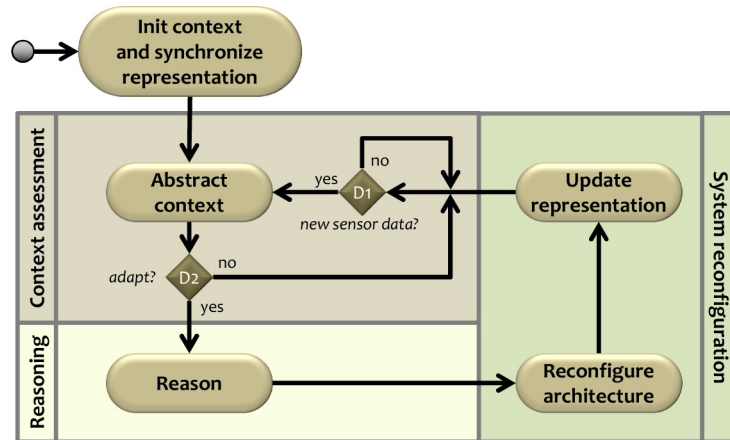 Init context
and synchronize
representation
Context assessment
Abstract
context
yes
D1
no
new sensor data?
Update
representation
System reconfiguration
adapt?
D2
no
yes
Reasoning
Reason
Reconfigure
architecture